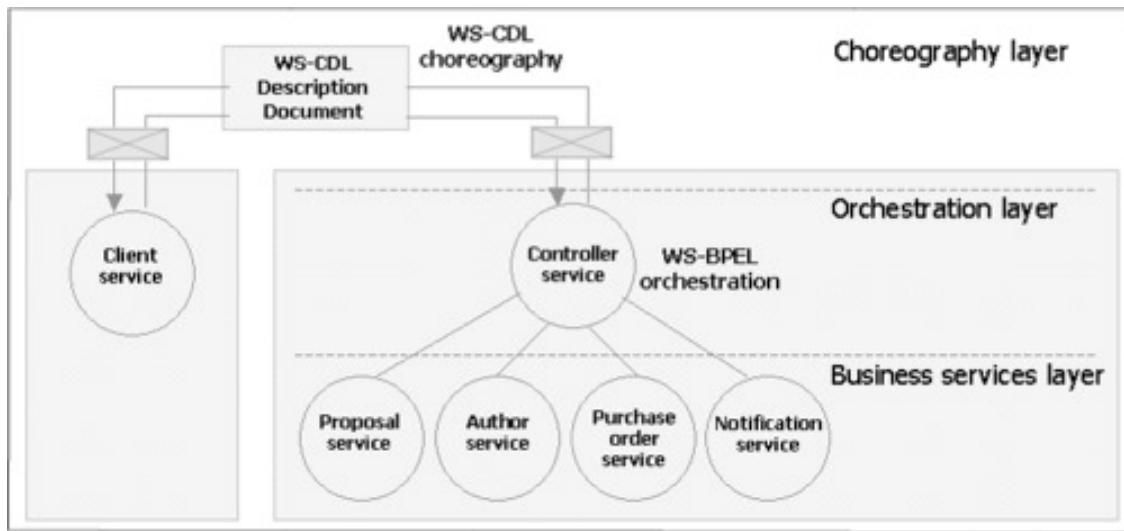 WS-CDL
Description
Document
WS-CDL
choreography
Choreography layer
Orchestration layer
Client
service
Controller
service
WS-BPEL
orchestration
Business services layer
Proposal
service
Author
service
Purchase
order
service
Notification
service